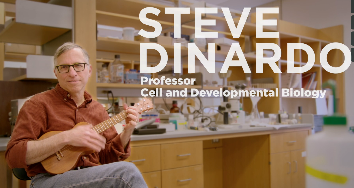 STEVE
DINARDO
Professor
Cell and Developmental Biology